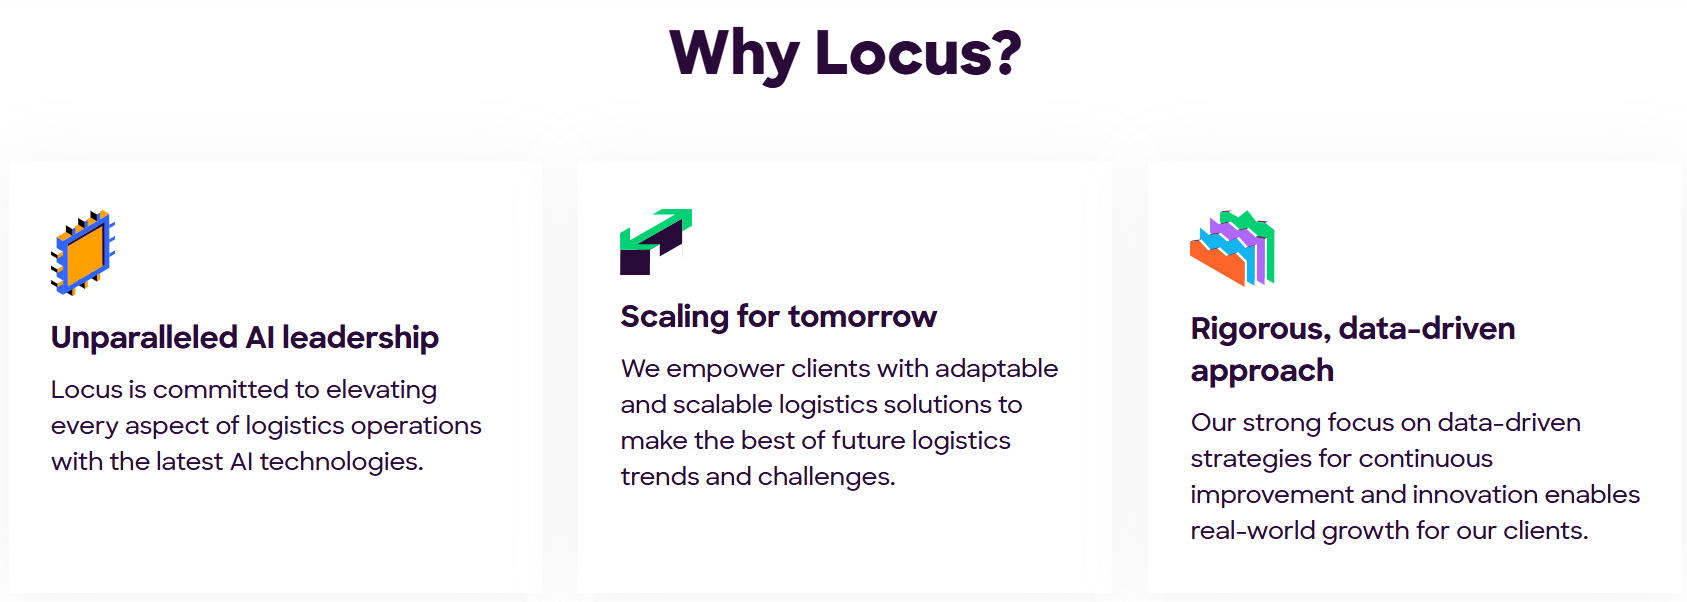 Why Locus?
Unparalleled AI leadership
Locus is committed to elevating
every aspect of logistics operations
with the latest AI technologies.
Scaling for tomorrow
We empower clients with adaptable
and scalable logistics solutions to
make the best of future logistics
trends and challenges.
Rigorous, data-driven
approach
Our strong focus on data-driven
strategies for continuous
improvement and innovation enables
real-world growth for our clients.